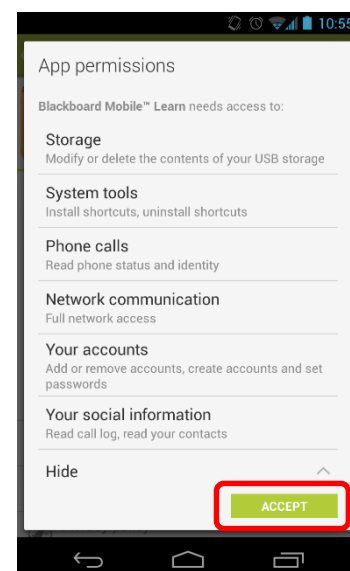 10:55
App permissions
Blackboard Mobile™ Learn needs access to:
Storage
Modify or delete the contents of your USB storage
System tools
Install shortcuts, uninstall shortcuts
Phone calls
Read phone status and identity
Network communication
Full network access
Your accounts
Add or remove accounts, create accounts and set
passwords
Your social information
Read call log, read your contacts
Hide
ACCEPT